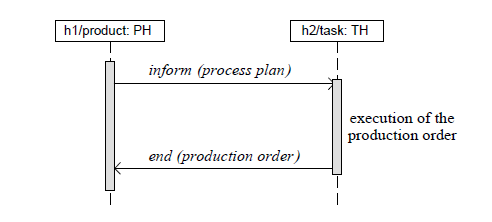 h1/product: PH
h2/task: TH
inform (process plan)
execution of the
production order
end (production order)